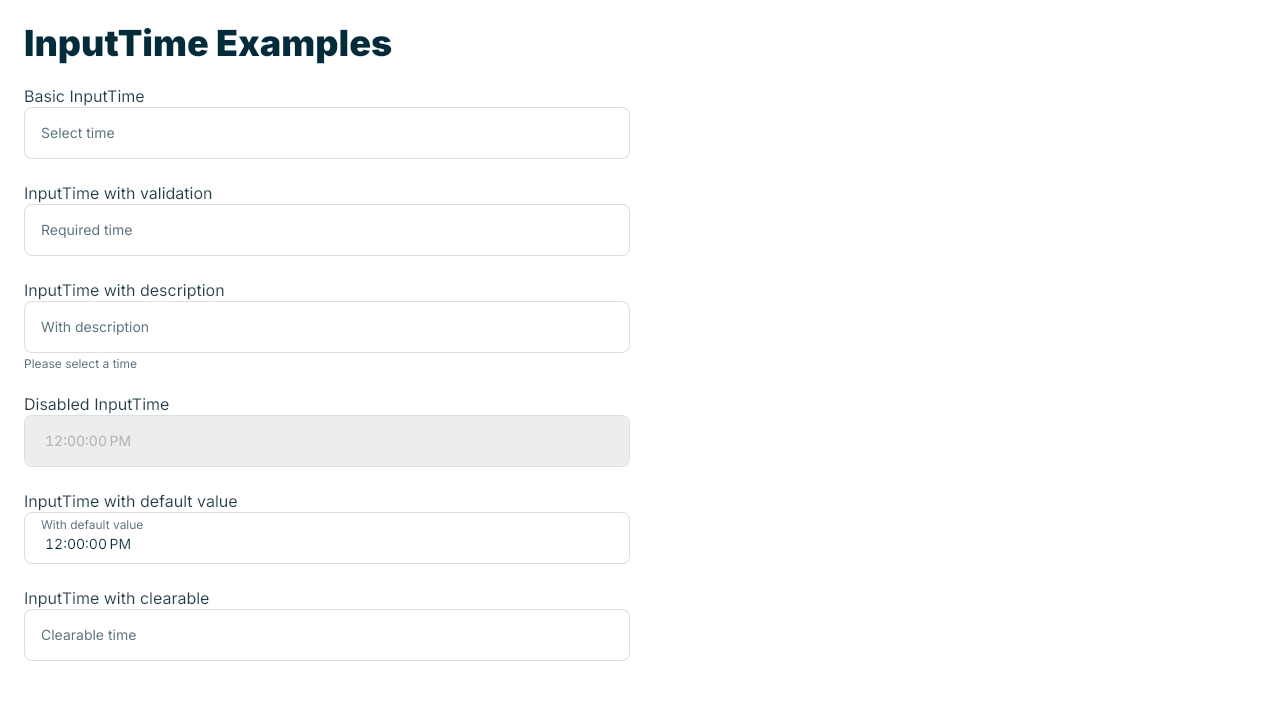 InputTime Examples
Basic InputTime
Select time
InputTime with validation
Required time
InputTime with description
With description
Please select a time
Disabled InputTime
12:00:00 PM
InputTime with default value
With default value
12:00:00 PM
InputTime with clearable
Clearable time